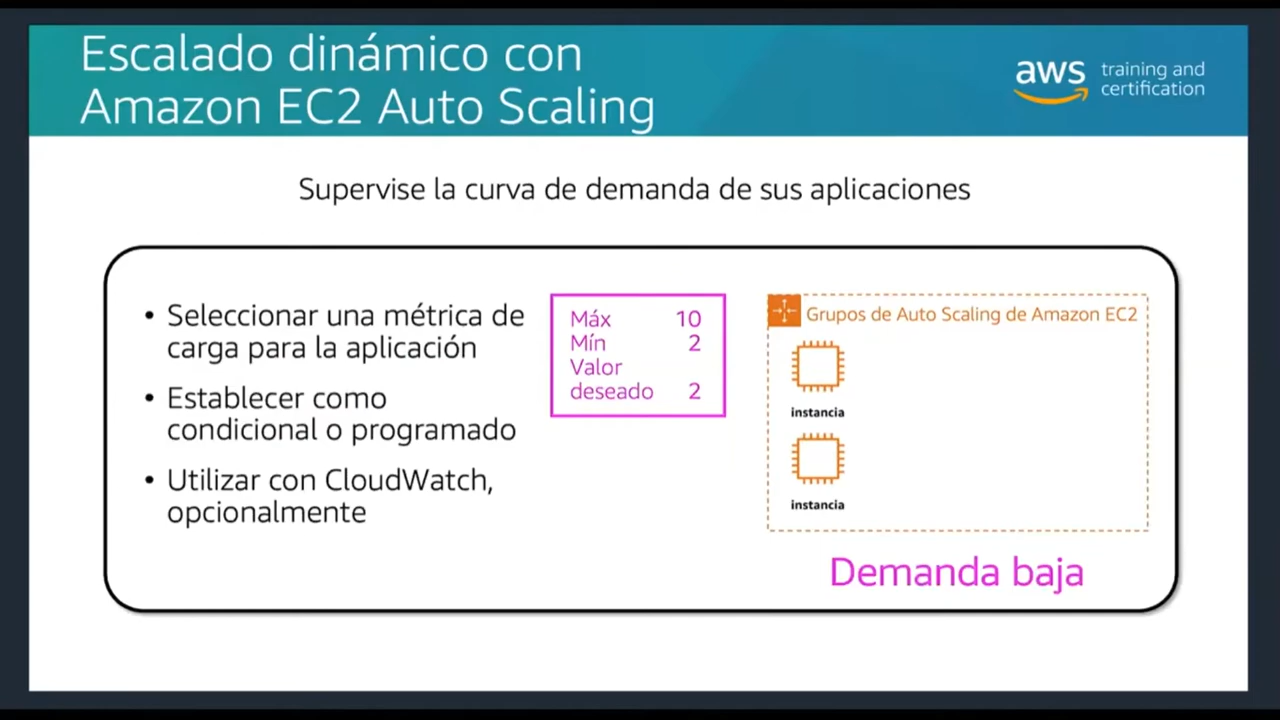 Escalado dinámico con
Amazon EC2 Auto Scaling
aws training and
certification
Supervise la curva de demanda de sus aplicaciones
• Seleccionar una métrica de
carga para la aplicación
• Establecer como
condicional o programado
• Utilizar con CloudWatch,
opcionalmente
Máx 10
Mín 2
Valor
deseado 2
Grupos de Auto Scaling de Amazon EC2
instancia
instancia
Demanda baja